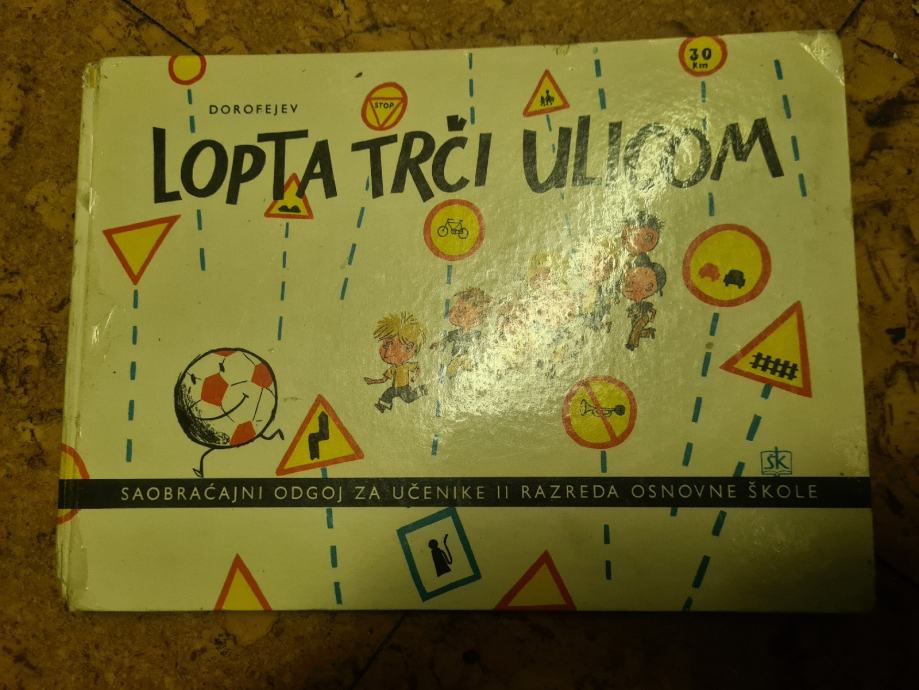 30
km
STOP
DOROFEJEV
LOPTA TRČI ULICOM
ŠK
SAOBRAĆAJNI ODGOJ ZA UČENIKE II RAZREDA OSNOVNE ŠKOLE